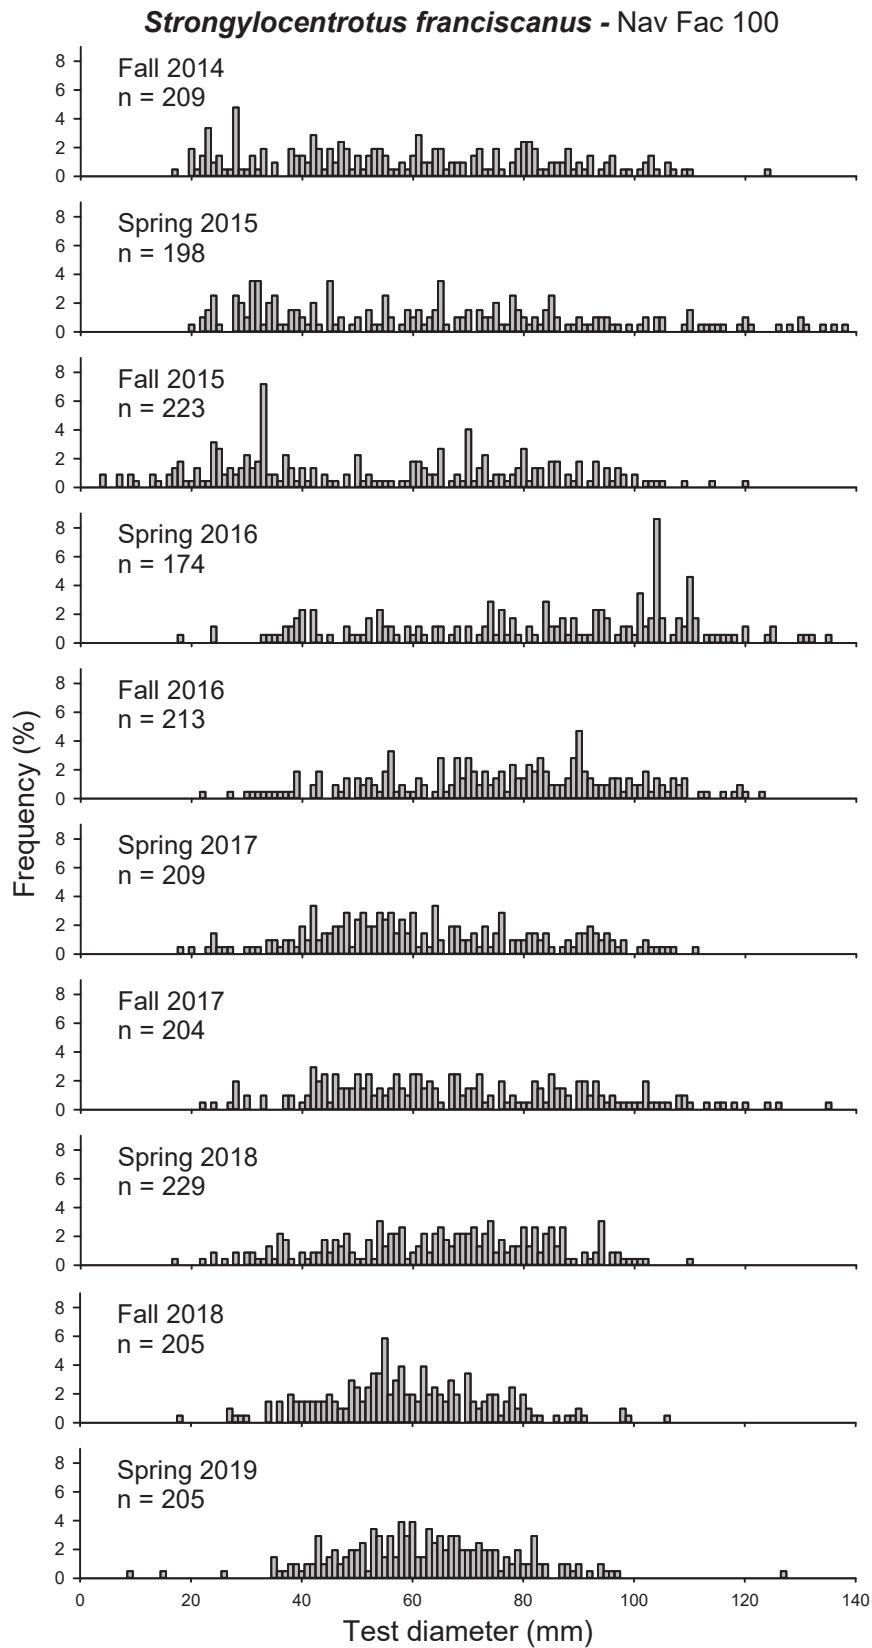 Strongylocentrotus franciscanus - Nav Fac 100
Frequency (%)
8
6
4
2
0
Fall 2014
n = 209
8
6
4
2
0
Spring 2015
n = 198
8
6
4
2
0
Fall 2015
n = 223
8
6
4
2
0
Spring 2016
n = 174
8
6
4
2
0
Fall 2016
n = 213
8
6
4
2
0
Spring 2017
n = 209
8
6
4
2
0
Fall 2017
n = 204
8
6
4
2
0
Spring 2018
n = 229
8
6
4
2
0
Fall 2018
n = 205
8
6
4
2
0
Spring 2019
n = 205
0 20 40 60 80 100 120 140
Test diameter (mm)